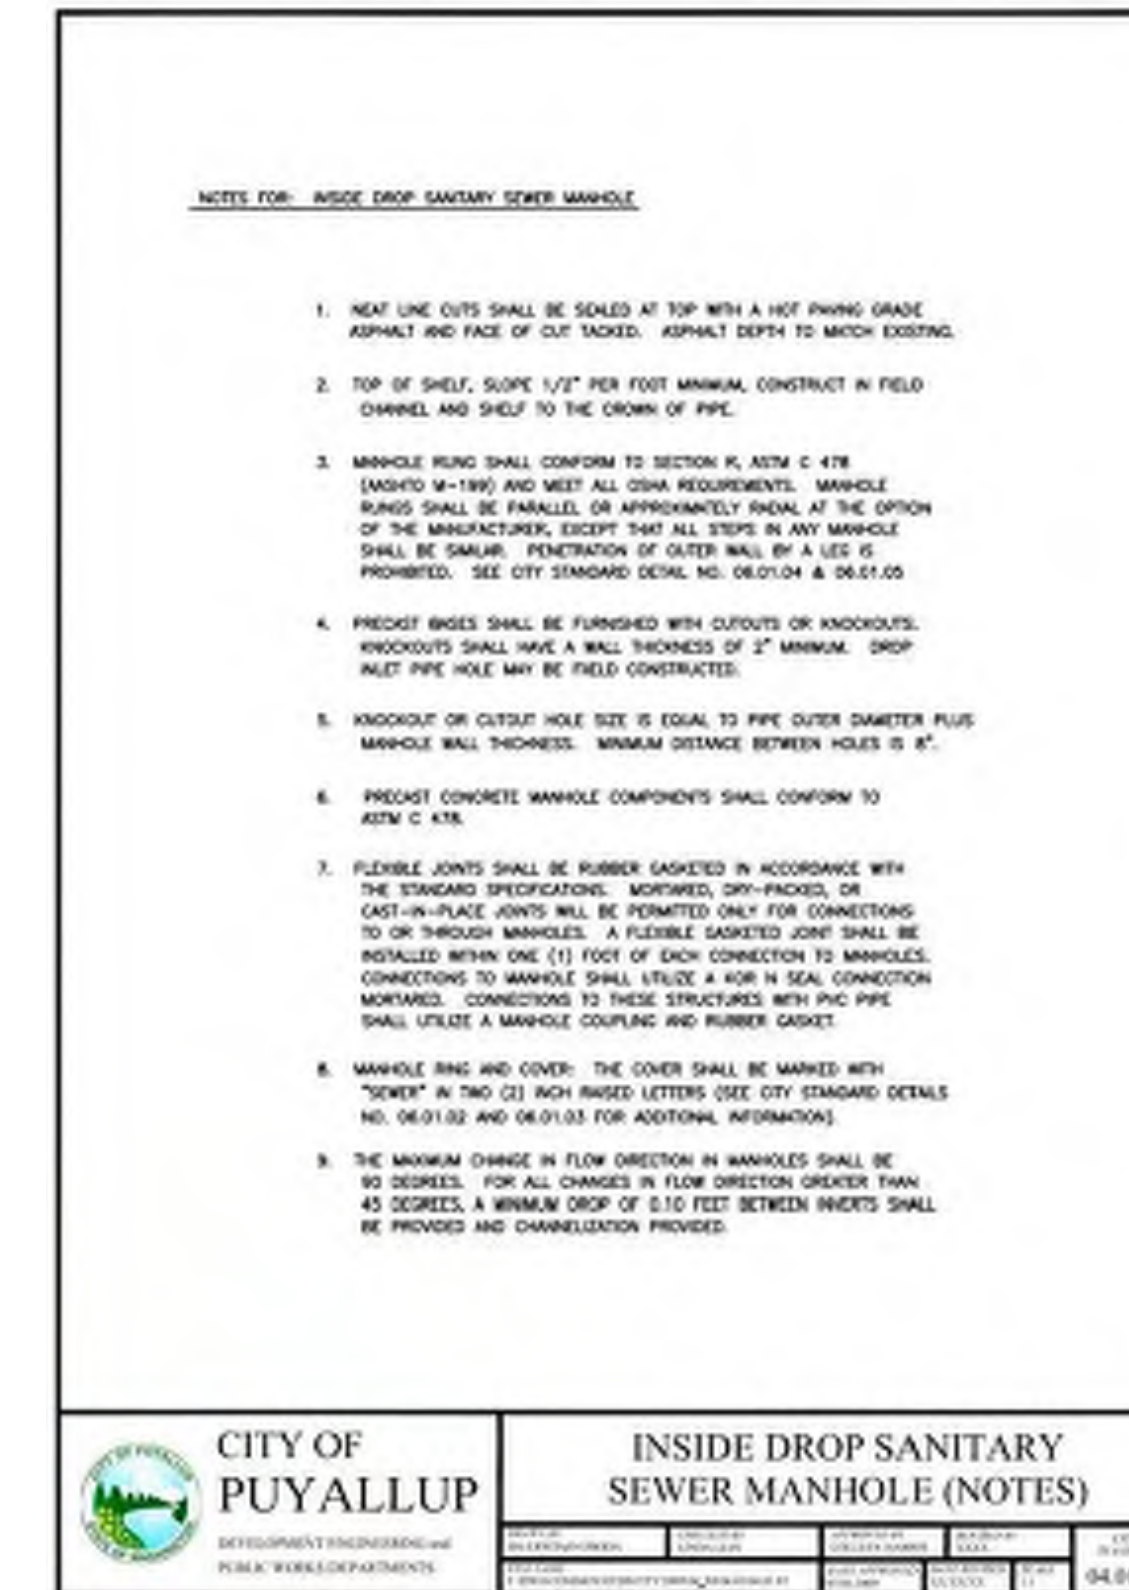 NOTES FOR: INSIDE DROP SANITARY SEWER MANHOLE
1. NEAT LINE CUTS SHALL BE SEALED AT TOP WITH A HOT PAVING GRADE
ASPHALT AND FACE OF CUT TACKED. ASPHALT DEPTH TO MATCH EXISTING.
2. TOP OF SHELF, SLOPE 1/2" PER FOOT MINIMUM, CONSTRUCT IN FIELD
CHANNEL AND SHELF TO THE CROWN OF PIPE.
3. MANHOLE RUNG SHALL CONFORM TO SECTION R, ASTM C 478
(AASHTO M-199) AND MEET ALL OSHA REQUIREMENTS. MANHOLE
RUNGS SHALL BE PARALLEL OR APPROXIMATELY RADIAL AT THE OPTION
OF THE MANUFACTURER, EXCEPT THAT ALL STEPS IN ANY MANHOLE
SHALL BE SIMILAR. PENETRATION OF OUTER WALL BY A LEG IS
PROHIBITED. SEE CITY STANDARD DETAIL NO. 06.01.04 & 06.01.05
4. PRECAST BASES SHALL BE FURNISHED WITH CUTOUTS OR KNOCKOUTS.
KNOCKOUTS SHALL HAVE A WALL THICKNESS OF 2" MINIMUM. DROP
INLET PIPE HOLE MAY BE FIELD CONSTRUCTED.
5. KNOCKOUT OR CUTOUT HOLE SIZE IS EQUAL TO PIPE OUTER DIAMETER PLUS
MANHOLE WALL THICKNESS. MINIMUM DISTANCE BETWEEN HOLES IS 8".
6. PRECAST CONCRETE MANHOLE COMPONENTS SHALL CONFORM TO
ASTM C 478.
7. FLEXIBLE JOINTS SHALL BE RUBBER GASKETED IN ACCORDANCE WITH
THE STANDARD SPECIFICATIONS. MORTARED, DRY-PACKED, OR
CAST-IN-PLACE JOINTS WILL BE PERMITTED ONLY FOR CONNECTIONS
TO OR THROUGH MANHOLES. A FLEXIBLE GASKETED JOINT SHALL BE
INSTALLED WITHIN ONE (1) FOOT OF EACH CONNECTION TO MANHOLES.
CONNECTIONS TO MANHOLE SHALL UTILIZE A KOR N SEAL CONNECTION
MORTARED. CONNECTIONS TO THESE STRUCTURES WITH PVC PIPE
SHALL UTILIZE A MANHOLE COUPLING AND RUBBER GASKET.
8. MANHOLE RING AND COVER: THE COVER SHALL BE MARKED WITH
"SEWER" IN TWO (2) INCH RAISED LETTERS (SEE CITY STANDARD DETAILS
NO. 06.01.02 AND 06.01.03 FOR ADDITIONAL INFORMATION).
9. THE MAXIMUM CHANGE IN FLOW DIRECTION IN MANHOLES SHALL BE
90 DEGREES. FOR ALL CHANGES IN FLOW DIRECTION GREATER THAN
45 DEGREES, A MINIMUM DROP OF 0.10 FEET BETWEEN INVERTS SHALL
BE PROVIDED AND CHANNELIZATION PROVIDED.
CITY OF
PUYALLUP
DEVELOPMENT ENGINEERING and
PUBLIC WORKS DEPARTMENTS
INSIDE DROP SANITARY
SEWER MANHOLE (NOTES)
CITY OF PUYALLUP